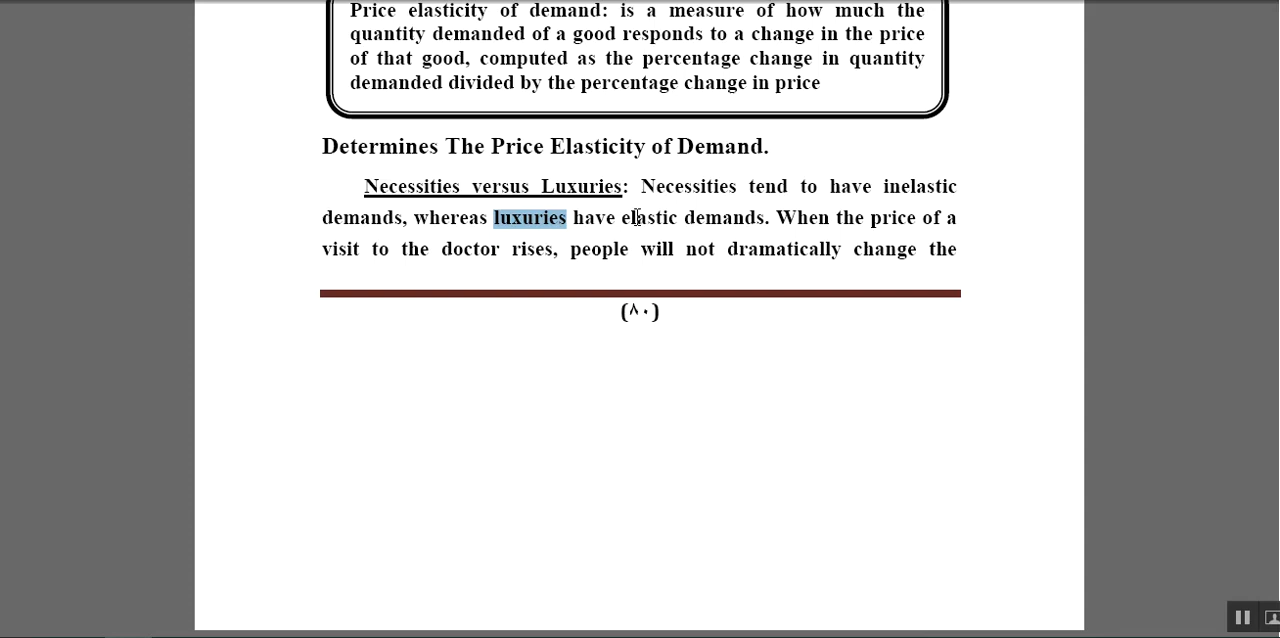 Price elasticity of demand: is a measure of how much the
quantity demanded of a good responds to a change in the price
of that good, computed as the percentage change in quantity
demanded divided by the percentage change in price
Determines The Price Elasticity of Demand.
Necessities versus Luxuries: Necessities tend to have inelastic
demands, whereas luxuries have elastic demands. When the price of a
visit to the doctor rises, people will not dramatically change the
(٨٠)